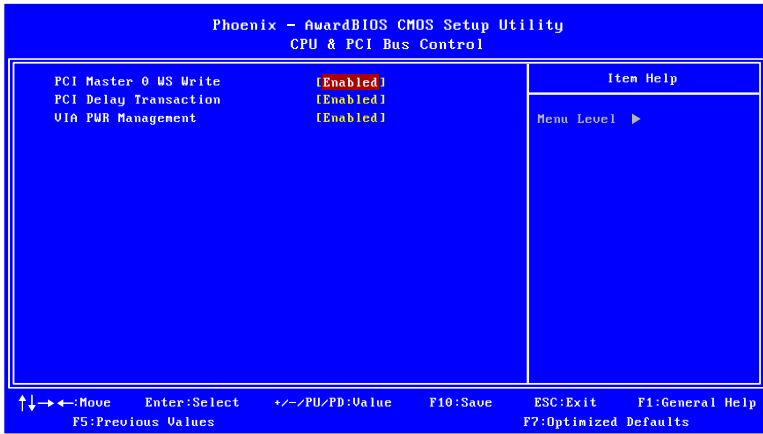 Phoenix – AwardBIOS CMOS Setup Utility
CPU & PCI Bus Control
PCI Master 0 WS Write [Enabled]
PCI Delay Transaction [Enabled]
VIA PWR Management [Enabled]
Item Help
Menu Level ▶
↑↓→←:Move Enter:Select +/-/PU/PD:Value F10:Save ESC:Exit F1:General Help
F5:Previous Values F7:Optimized Defaults